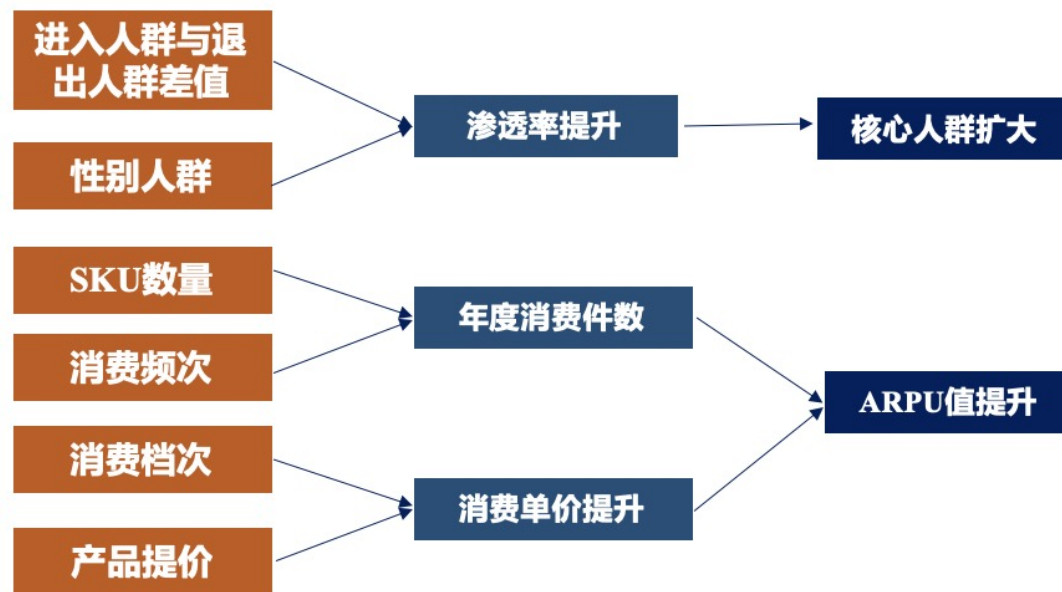 进入人群与退
出人群差值
渗透率提升
核心人群扩大
性别人群
SKU数量
年度消费件数
消费频次
ARPU值提升
消费档次
消费单价提升
产品提价